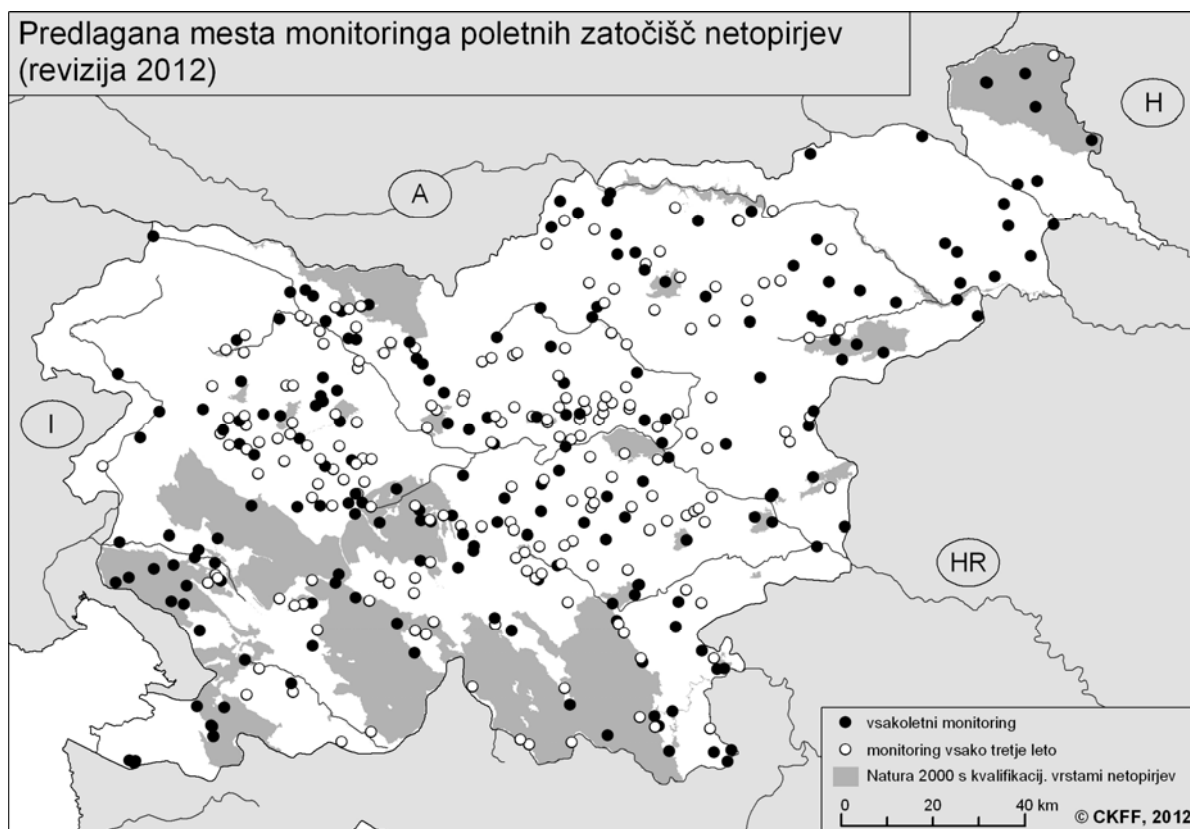 Predlagana mesta monitoringa poletnih zatočišč netopirjev
(revizija 2012)
H
A
I
HR
vsakoletni monitoring
monitoring vsako tretje leto
Natura 2000 s kvalifikacij. vrstami netopirjev
0 20 40 km
© CKFF, 2012